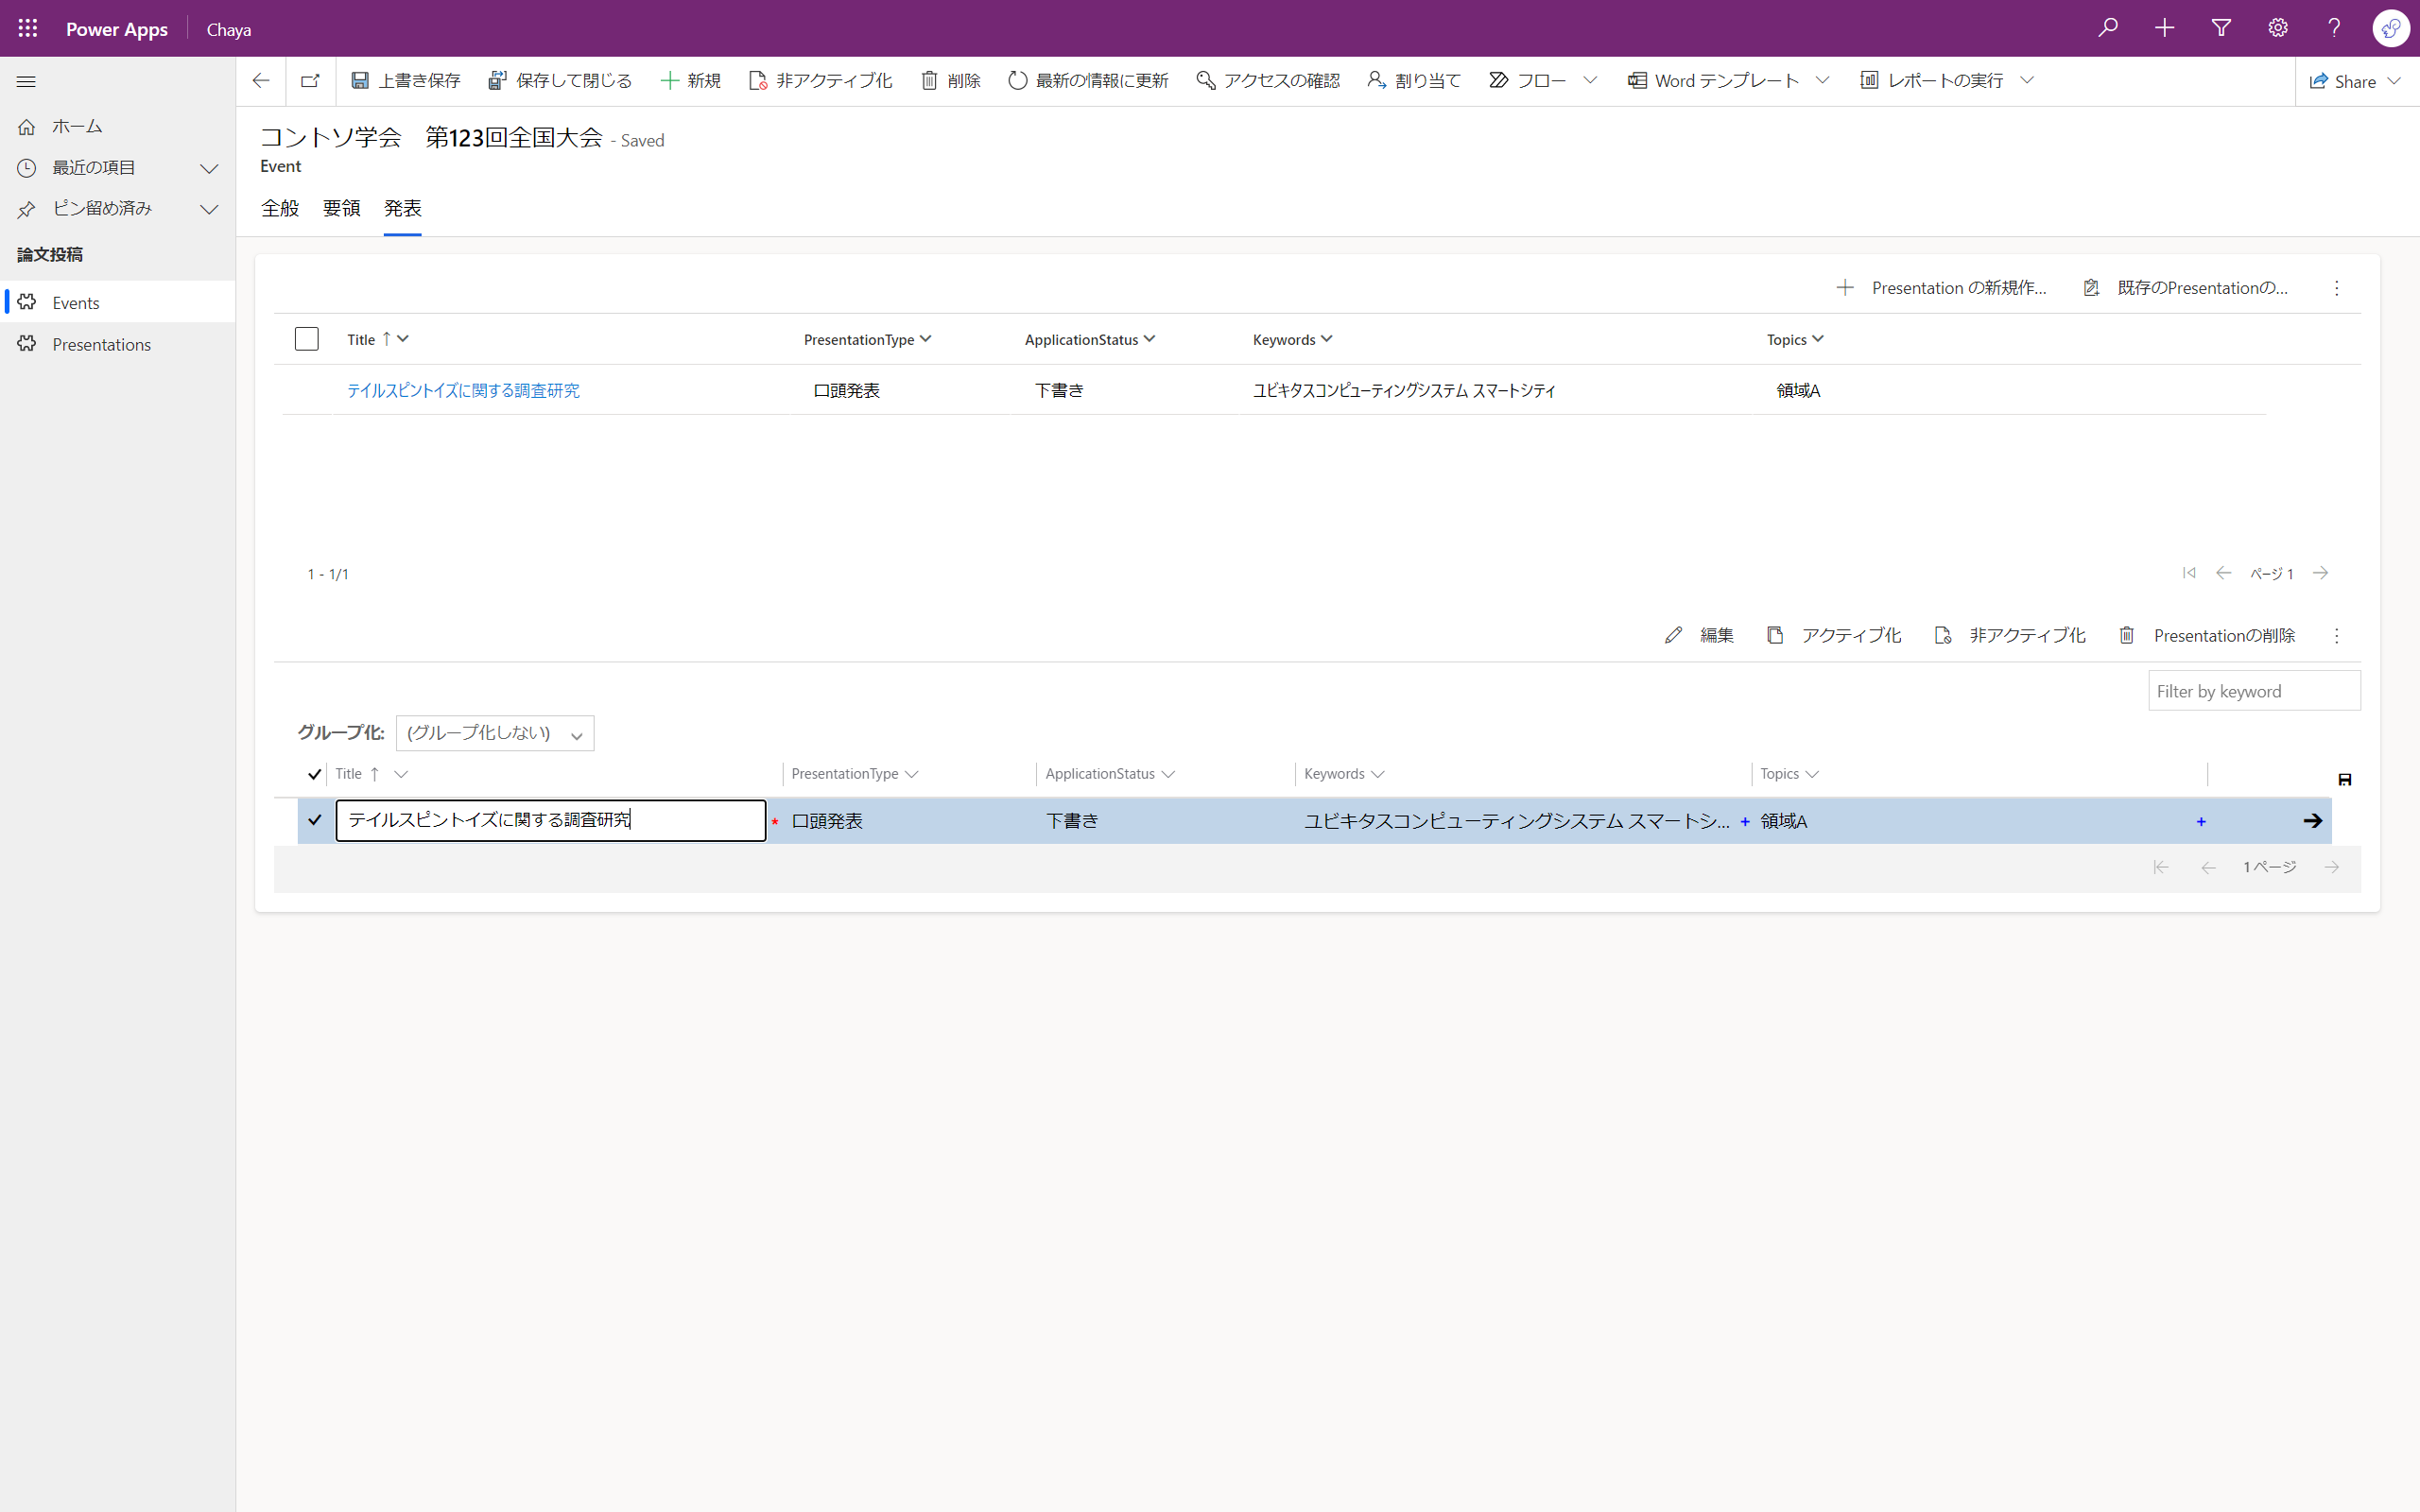 Power Apps Chaya
上書き保存 保存して閉じる 新規 非アクティブ化 削除 最新の情報に更新 アクセスの確認 割り当て フロー Word テンプレート レポートの実行 Share
ホーム
最近の項目
ピン留め済み
論文投稿
Events
Presentations
コントソ学会　第123回全国大会 - Saved
Event
全般 要領 発表
Presentation の新規作... 既存のPresentationの...
Title PresentationType ApplicationStatus Keywords Topics
テイルスピントイズに関する調査研究 口頭発表 下書き ユビキタスコンピューティングシステム スマートシティ 領域A
1 - 1/1 ページ 1
編集 アクティブ化 非アクティブ化 Presentationの削除
Filter by keyword
グループ化: (グループ化しない)
Title PresentationType ApplicationStatus Keywords Topics
テイルスピントイズに関する調査研究 * 口頭発表 下書き ユビキタスコンピューティングシステム スマートシ... + 領域A +
1 ページ